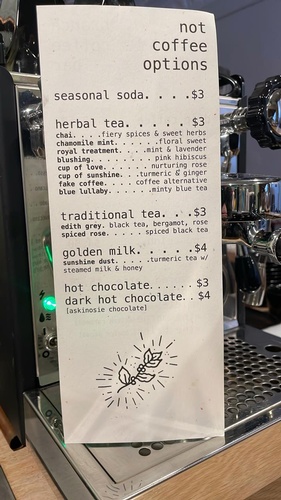 not
coffee
options
seasonal soda. . . .$3
herbal tea. . . . . $3
chai. . . .fiery spices & sweet herbs
chamomile mint. . . . . .floral sweet
royal treatment. . . .mint & lavender
blushing. . . . . . . . pink hibiscus
cup of love. . . . . . nurturing rose
cup of sunshine. .turmeric & ginger
fake coffee. . . . coffee alternative
blue lullaby. . . . . .minty blue tea
traditional tea. . .$3
edith grey. black tea, bergamot, rose
spiced rose. . . . . spiced black tea
golden milk. . . . .$4
sunshine dust. . . .turmeric tea w/
steamed milk & honey
hot chocolate. . . . . . $3
dark hot chocolate. . $4
[askinosie chocolate]